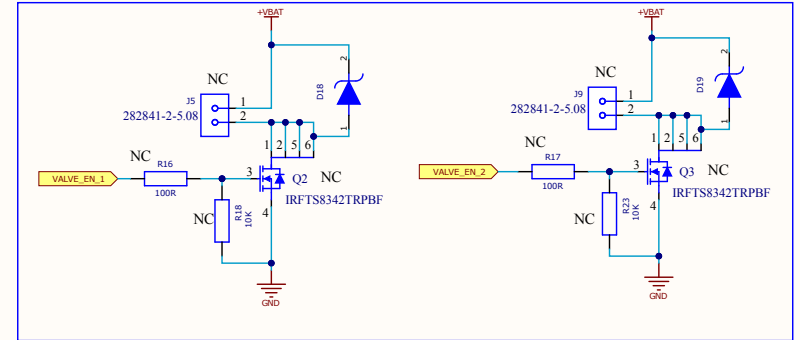 +VBAT
NC
J5
1
2
282841-2-5.08
D18
2
1
1 2 5 6
NC
R16
VALVE_EN_1
100R
3
Q2
NC
IRFTS8342TRPBF
NC
R18
10K
4
GND
+VBAT
NC
J9
1
2
282841-2-5.08
D19
2
1
1 2 5 6
NC
R17
VALVE_EN_2
100R
3
Q3
NC
IRFTS8342TRPBF
NC
R23
10K
4
GND